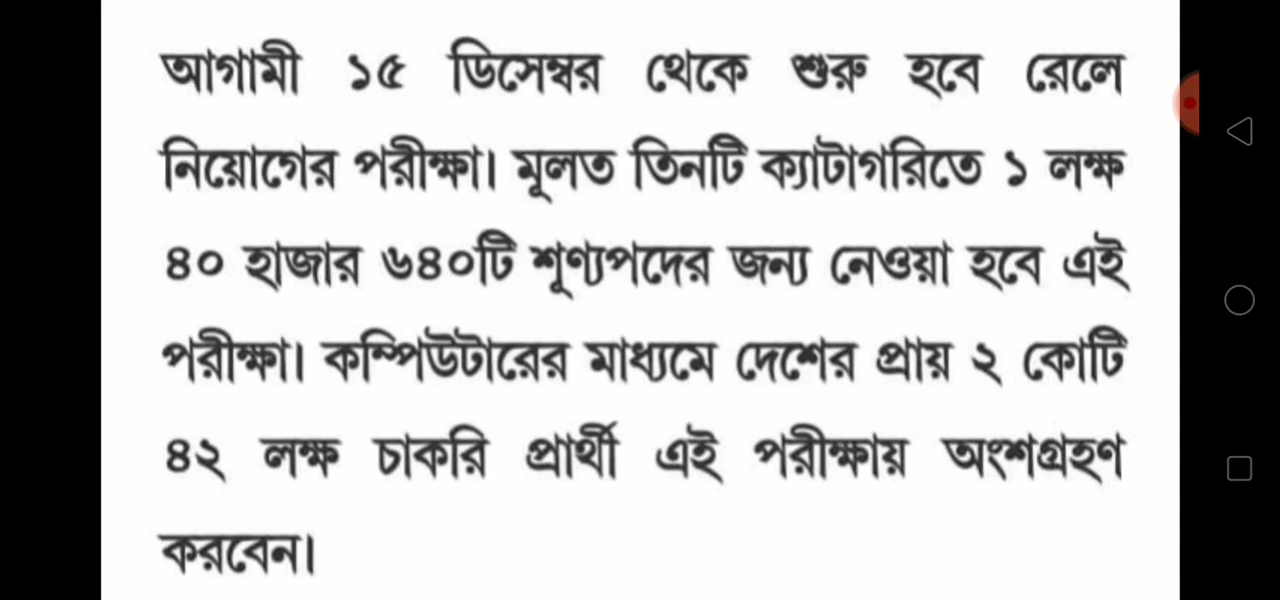 আগামী ১৫ ডিসেম্বর থেকে শুরু হবে রেলে
নিয়োগের পরীক্ষা। মূলত তিনটি ক্যাটাগরিতে ১ লক্ষ
৪০ হাজার ৬৪০টি শূণ্যপদের জন্য নেওয়া হবে এই
পরীক্ষা। কম্পিউটারের মাধ্যমে দেশের প্রায় ২ কোটি
৪২ লক্ষ চাকরি প্রার্থী এই পরীক্ষায় অংশগ্রহণ
করবেন।